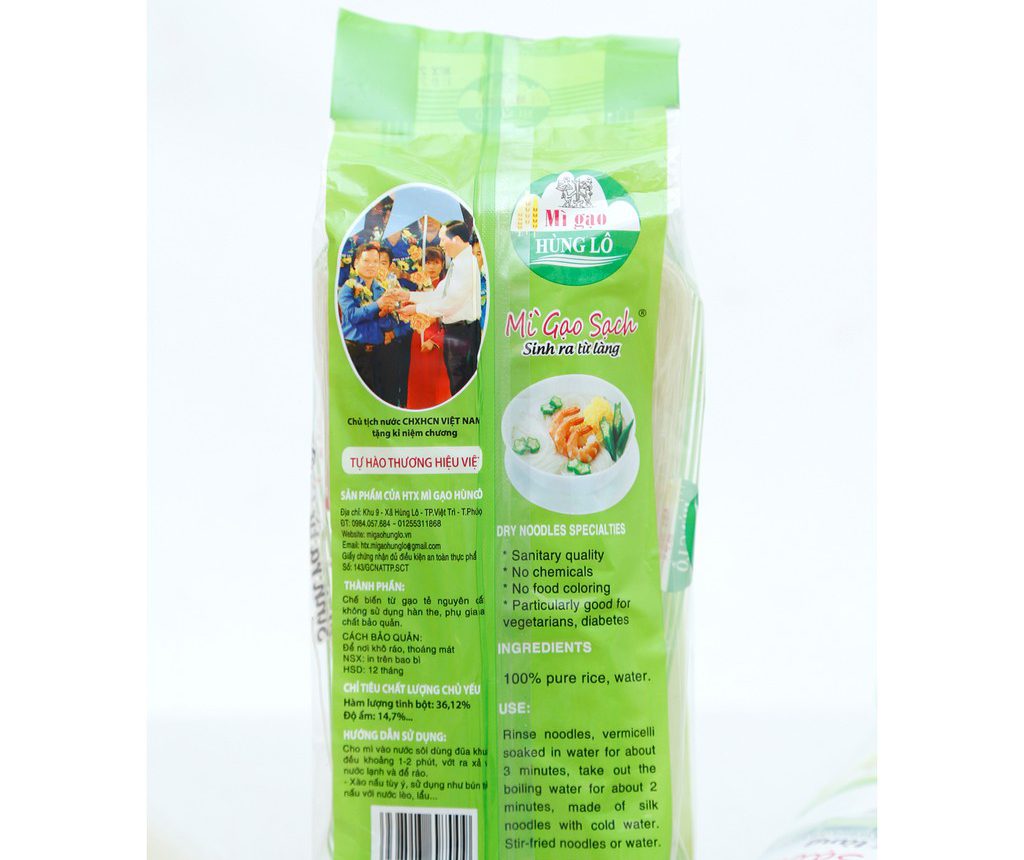 Mì gạo
HÙNG LÔ
Mì Gạo Sạch®
Sinh ra từ làng
Chủ tịch nước CHXHCN VIỆT NAM
tặng kỉ niệm chương
TỰ HÀO THƯƠNG HIỆU
SẢN PHẨM CỦA HTX MÌ GẠO
Địa chỉ: Khu 9 - Xã Hùng Lô - TP.Việt Trì -
ĐT: 0984.057.684 - 01255311868
Website: migaohunglo.vn
Email: htx.migaohunglo@gmail.com
Giấy chứng nhận đủ điều kiện an toàn thực
Số: 143/GCNATTP.SCT
THÀNH PHẦN:
Chế biến từ gạo tẻ nguyên
không sử dụng hàn the, phụ gia
chất bảo quản.
CÁCH BẢO QUẢN:
Để nơi khô ráo, thoáng mát
NSX: in trên bao bì
HSD: 12 tháng
CHỈ TIÊU CHẤT LƯỢNG CHỦ YẾU
Hàm lượng tinh bột: 36,12%
Độ ẩm: 14,7%...
HƯỚNG DẪN SỬ DỤNG:
Cho mì vào nước sôi dùng đũa
đều khoảng 1-2 phút, vớt ra xả
nước lạnh và để ráo.
- Xào nấu tùy ý, sử dụng như bún
nấu với nước lèo, lẩu...
DRY NOODLES SPECIALTIES
* Sanitary quality
* No chemicals
* No food coloring
* Particularly good for
vegetarians, diabetes
INGREDIENTS
100% pure rice, water.
USE:
Rinse noodles, vermicelli
soaked in water for about
3 minutes, take out the
boiling water for about 2
minutes, made of silk
noodles with cold water.
Stir-fried noodles or water.